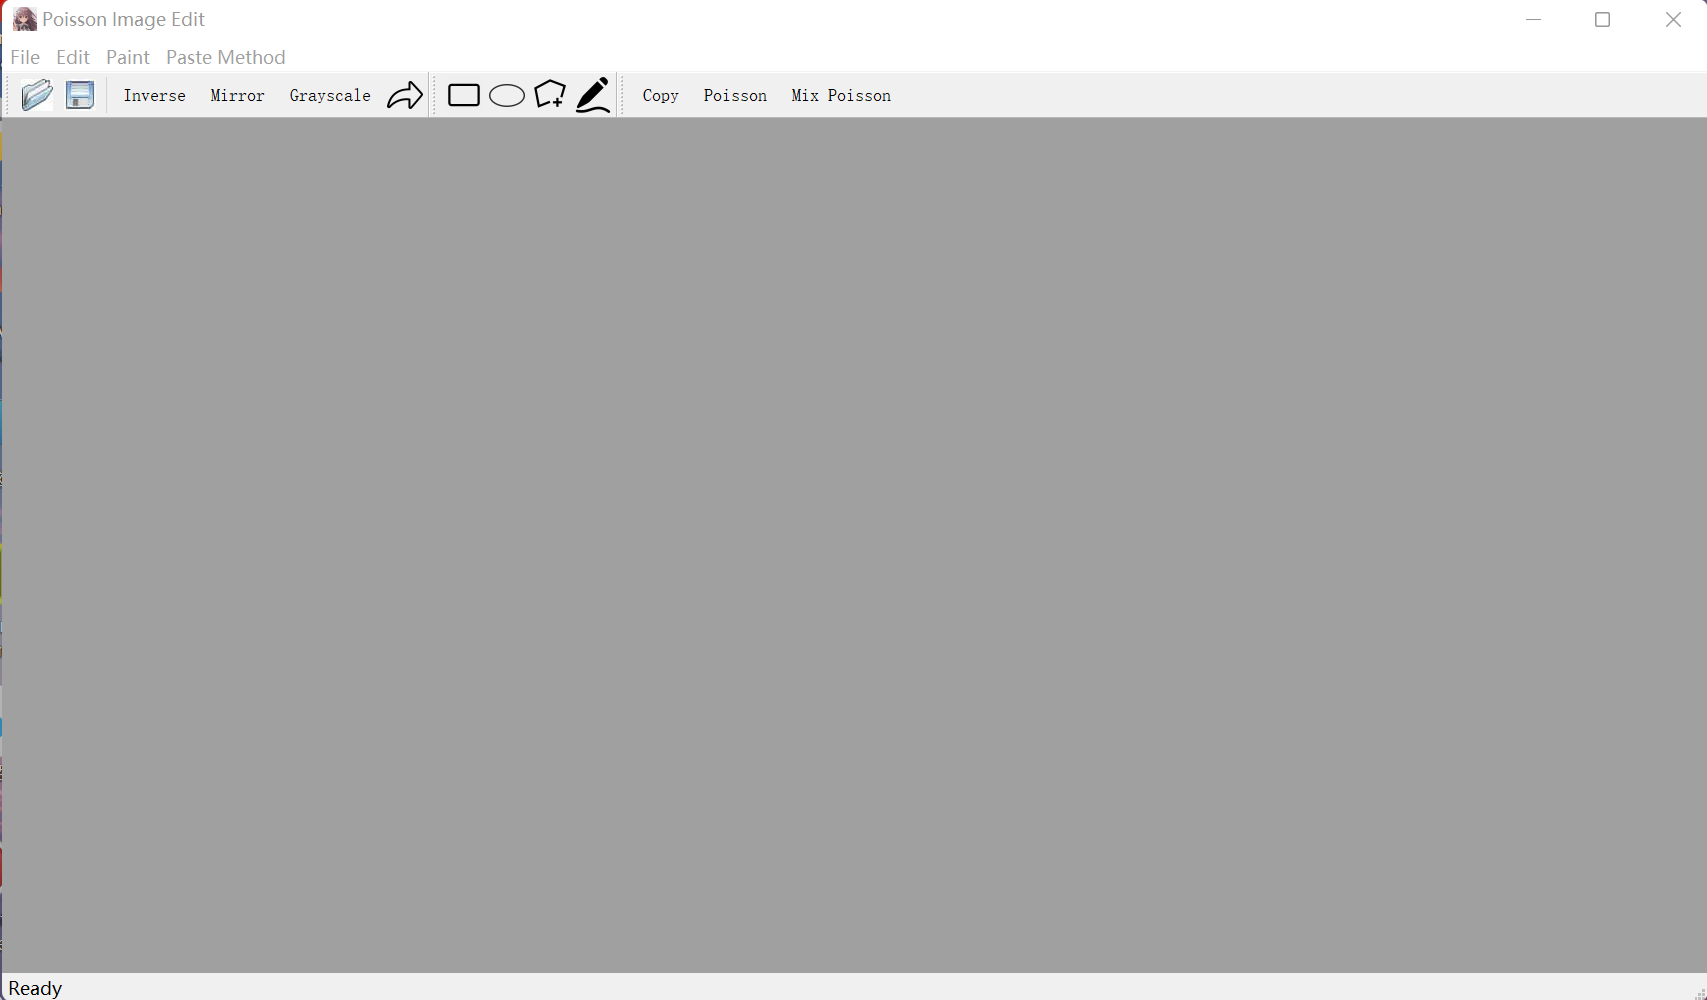 Poisson Image Edit
File Edit Paint Paste Method
Inverse Mirror Grayscale Copy Poisson Mix Poisson
Ready